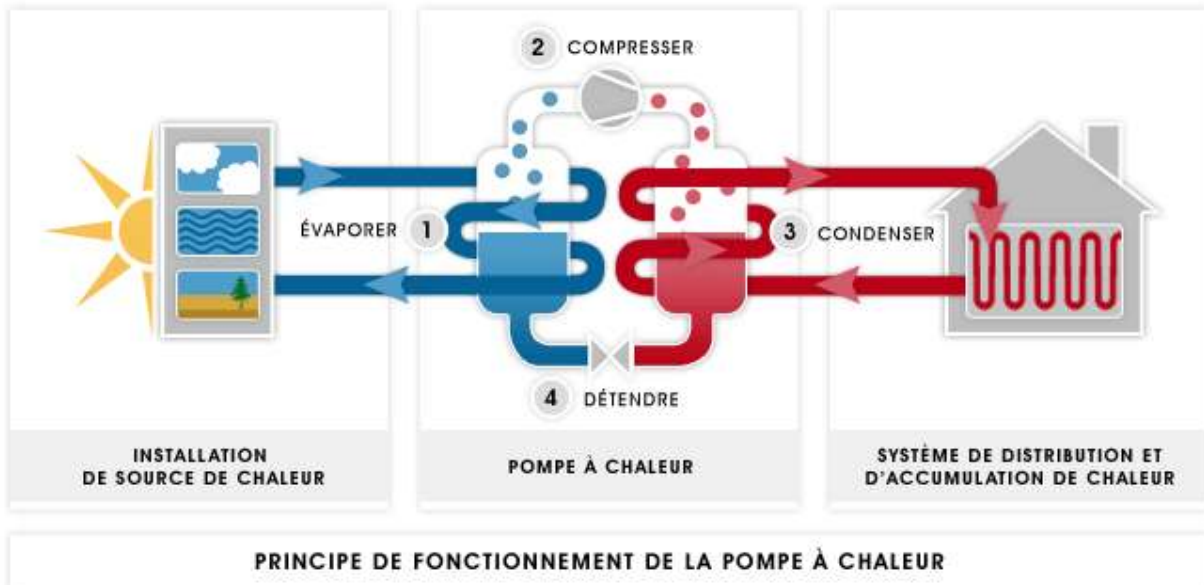 2 COMPRESSER
ÉVAPORER 1
3 CONDENSER
4 DÉTENDRE
INSTALLATION
DE SOURCE DE CHALEUR
POMPE À CHALEUR
SYSTÈME DE DISTRIBUTION ET
D'ACCUMULATION DE CHALEUR
PRINCIPE DE FONCTIONNEMENT DE LA POMPE À CHALEUR